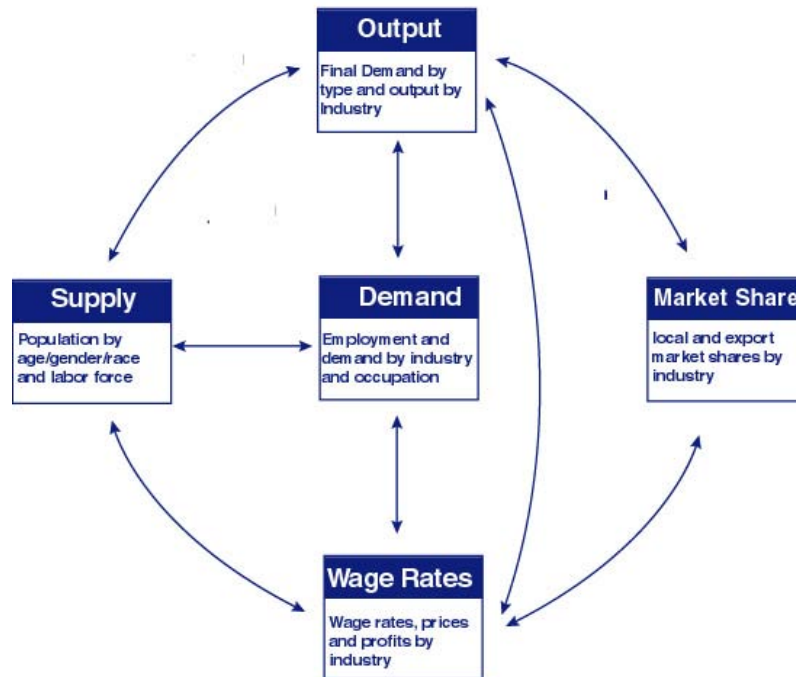 Output
Final Demand by
type and output by
Industry
Supply
Population by
age/gender/race
and labor force
Demand
Employment and
demand by industry
and occupation
Market Share
local and export
market shares by
industry
Wage Rates
Wage rates, prices
and profits by
industry